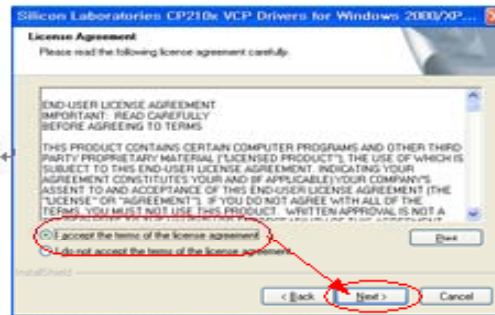 Silicon Laboratories CP210x VCP Drivers for Windows 2000/XP...
License Agreement
Please read the following license agreement carefully.
END-USER LICENSE AGREEMENT
IMPORTANT: READ CAREFULLY
BEFORE AGREEING TO TERMS
THIS PRODUCT CONTAINS CERTAIN COMPUTER PROGRAMS AND OTHER THIRD
PARTY PROPRIETARY MATERIAL ("LICENSED PRODUCT"), THE USE OF WHICH IS
SUBJECT TO THIS END-USER LICENSE AGREEMENT. INDICATING YOUR
AGREEMENT CONSTITUTES YOUR AND (IF APPLICABLE) YOUR COMPANY'S
ASSENT TO AND ACCEPTANCE OF THIS END-USER LICENSE AGREEMENT (THE
"LICENSE" OR "AGREEMENT"). IF YOU DO NOT AGREE WITH ALL OF THE
TERMS, YOU MUST NOT USE THIS PRODUCT. WRITTEN APPROVAL IS NOT A
I accept the terms of the license agreement
Print
I do not accept the terms of the license agreement
InstallShield
< Back
Next >
Cancel